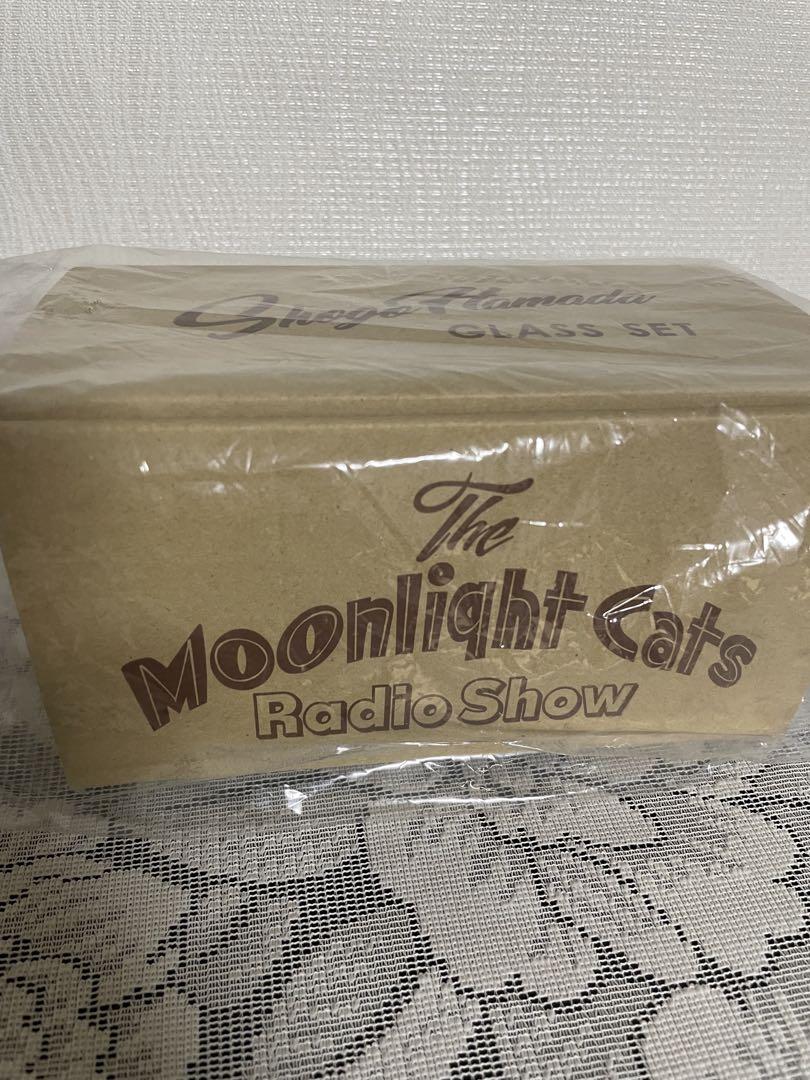 Shogo Hamada
GLASS SET
The
Moonlight Cats
Radio Show